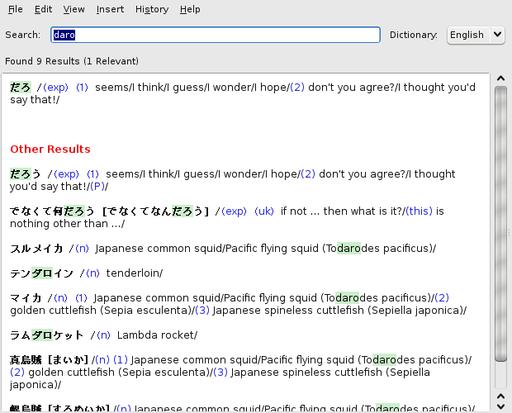 File Edit View Insert History Help
Search: daro Dictionary: English
Found 9 Results (1 Relevant)
だろ /(exp) (1) seems/I think/I guess/I wonder/I hope/(2) don't you agree?/I thought you'd
say that!/
Other Results
だろう /(exp) (1) seems/I think/I guess/I wonder/I hope/(2) don't you agree?/I thought
you'd say that!/(P)/
でなくて何だろう [でなくてなんだろう] /(exp) (uk) if not ... then what is it?/(this) is
nothing other than .../
スルメイカ /(n) Japanese common squid/Pacific flying squid (Todarodes pacificus)/
テンダロイン /(n) tenderloin/
マイカ /(n) (1) Japanese common squid/Pacific flying squid (Todarodes pacificus)/(2)
golden cuttlefish (Sepia esculenta)/(3) Japanese spineless cuttlefish (Sepiella japonica)/
ラムダロケット /(n) Lambda rocket/
真烏賊 [まいか] /(n) (1) Japanese common squid/Pacific flying squid (Todarodes pacificus)/
(2) golden cuttlefish (Sepia esculenta)/(3) Japanese spineless cuttlefish (Sepiella
japonica)/
[するめいか] /(n) Japanese common squid/Pacific flying squid (Todarodes pacificus)/